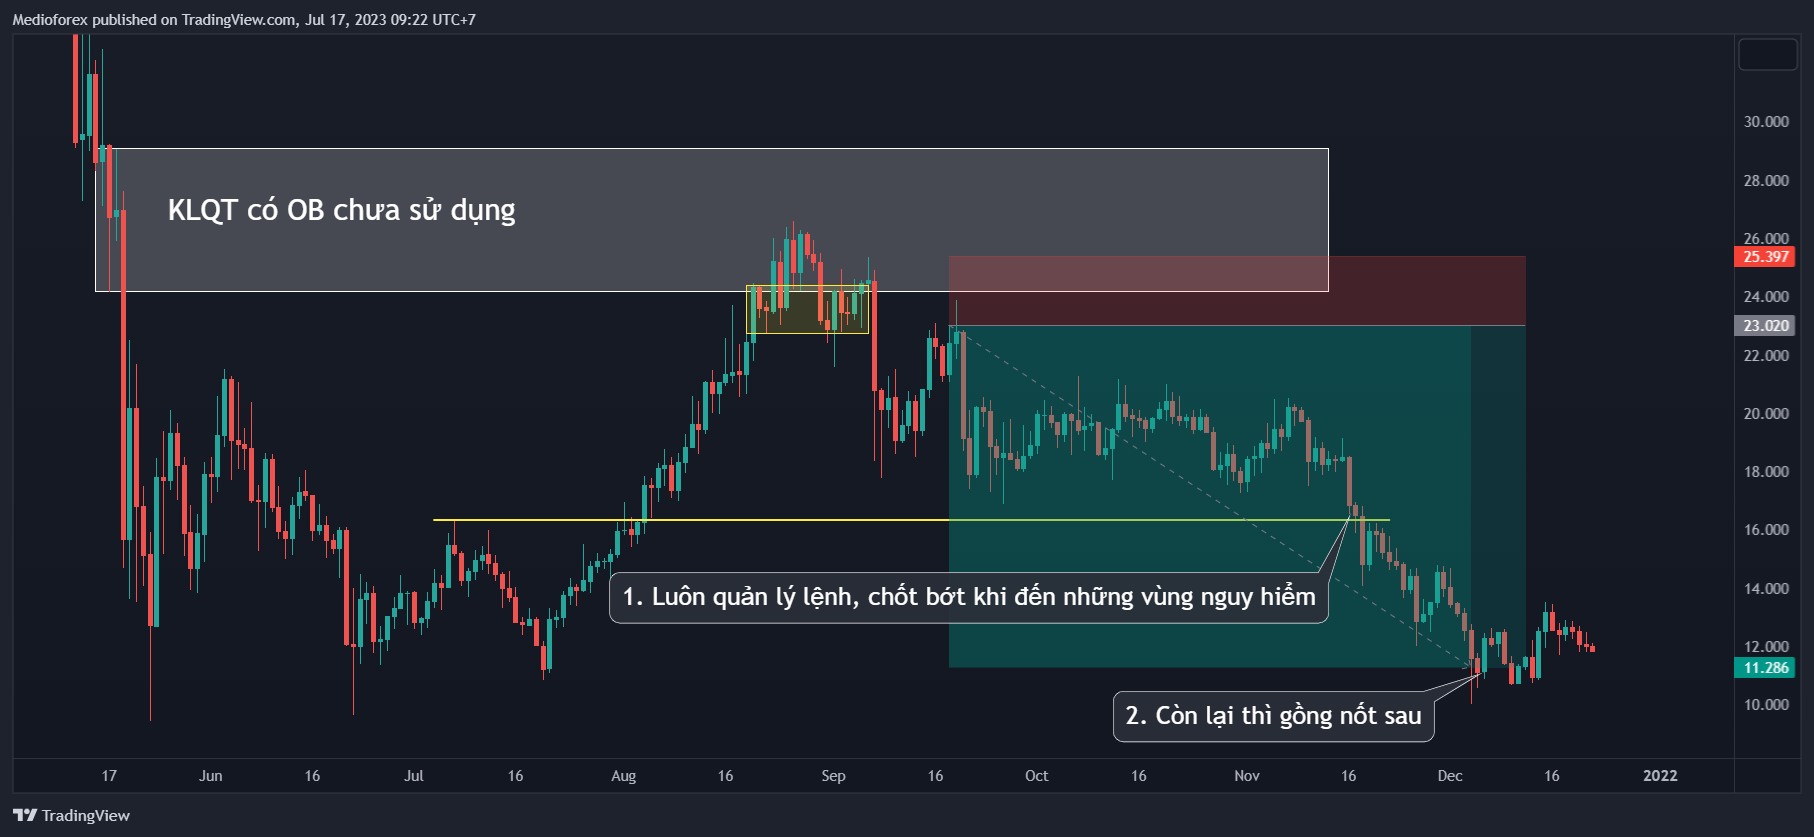 Medioforex published on TradingView.com, Jul 17, 2023 09:22 UTC+7
KLQT có OB chưa sử dụng
30.000
28.000
26.000
25.397
24.000
23.020
22.000
20.000
18.000
16.000
1. Luôn quản lý lệnh, chốt bớt khi đến những vùng nguy hiểm
14.000
12.000
11.286
10.000
2. Còn lại thì gồng nốt sau
17 Jun 16 Jul 16 Aug 16 Sep 16 Oct 16 Nov 16 Dec 16 2022
TradingView